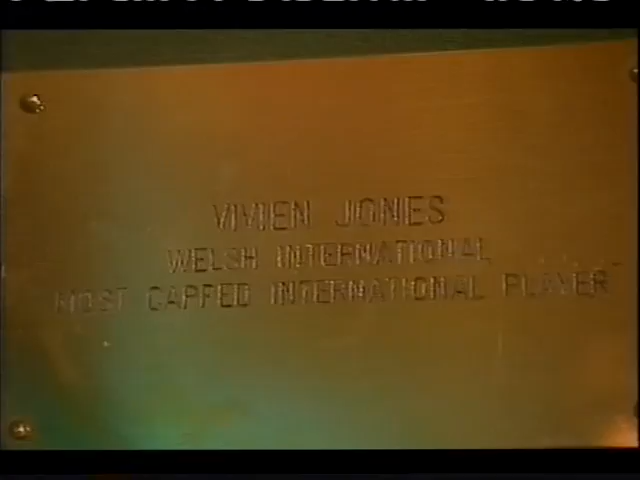 VIVIEN JONES
WELSH INTERNATIONAL
MOST CAPPED INTERNATIONAL PLAYER